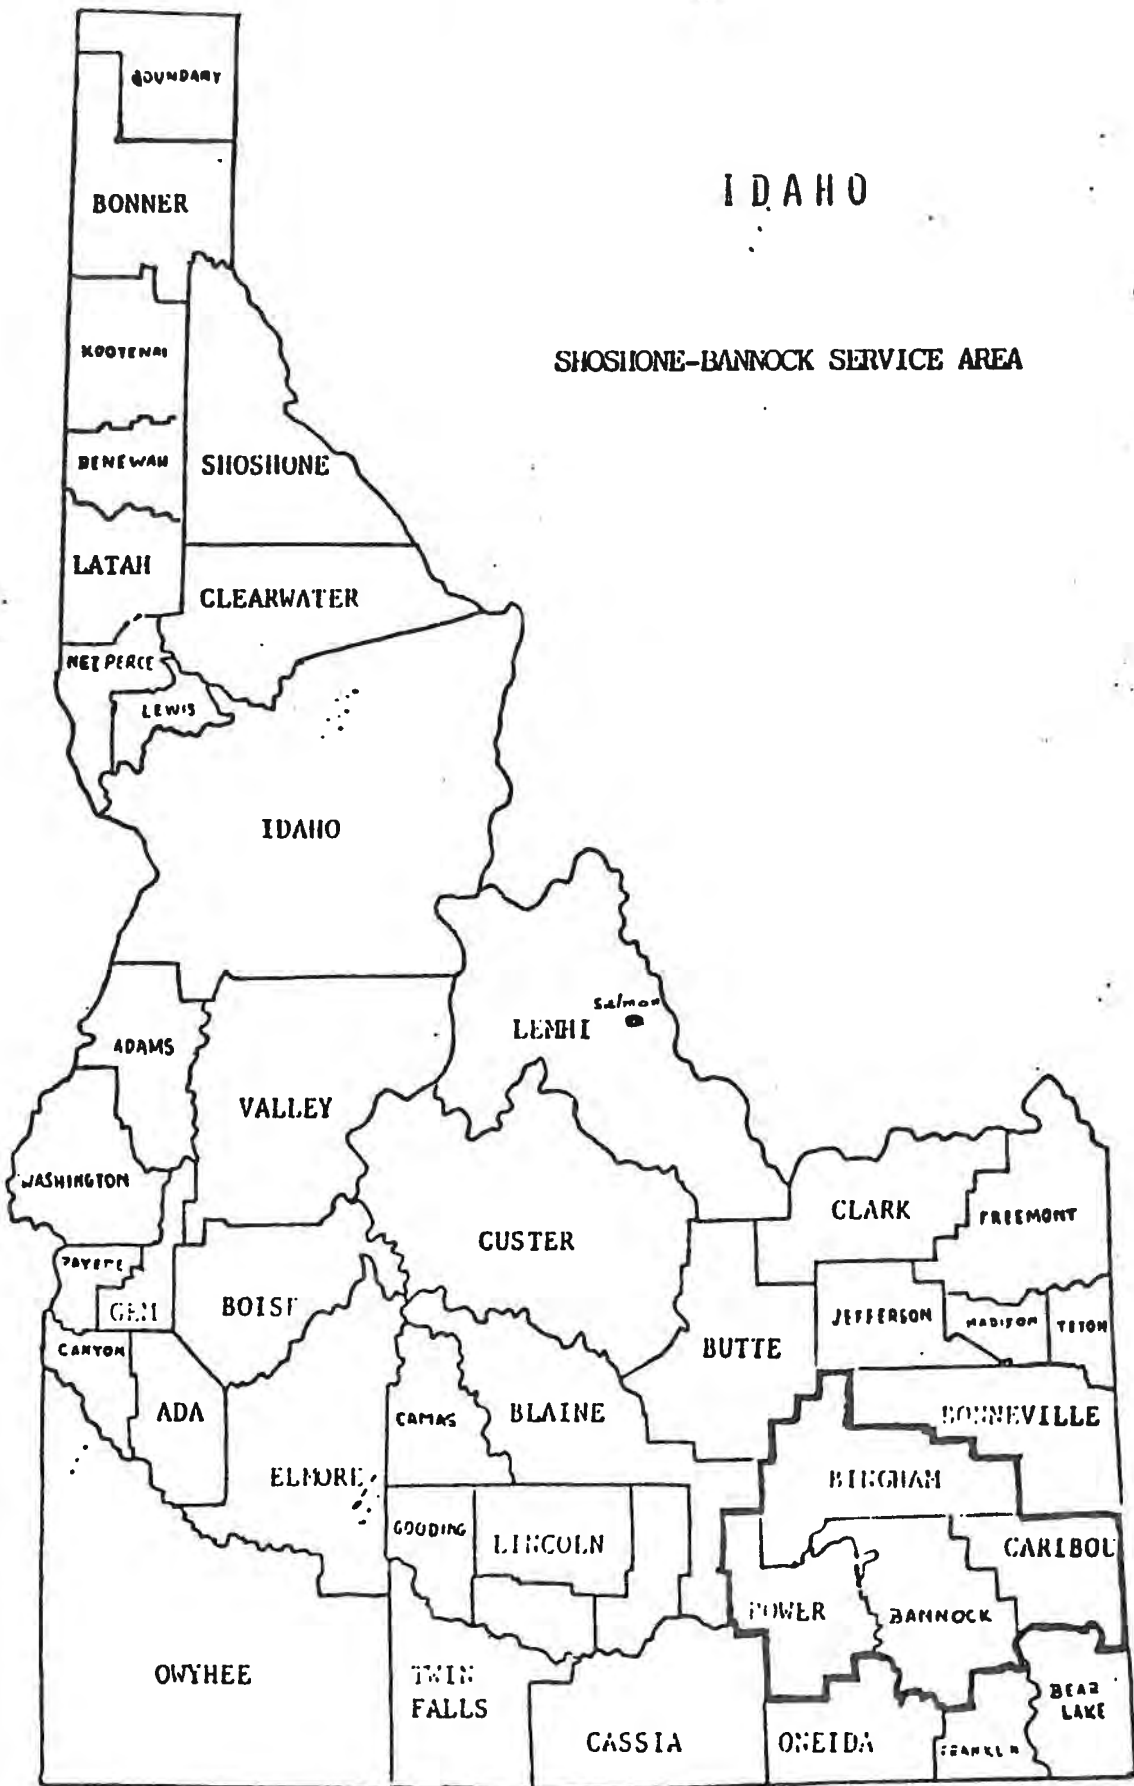 BOUNDARY
IDAHO
BONNER
KOOTENAI
SHOSHONE-BANNOCK SERVICE AREA
BENEWAH
SHOSHONE
LATAH
CLEARWATER
NEZ PERCE
LEWIS
IDAHO
Salmon
LEMHI
ADAMS
VALLEY
WASHINGTON
CLARK
FREEMONT
CUSTER
PAYETTE
GEM
BOISE
JEFFERSON
MADISON
TETON
CANYON
BUTTE
ADA
CAMAS
BLAINE
BONNEVILLE
ELMORE
BINGHAM
GOODING
LINCOLN
CARIBOU
POWER
BANNOCK
OWYHEE
TWIN
FALLS
BEAR
LAKE
CASSIA
ONEIDA
FRANKLIN